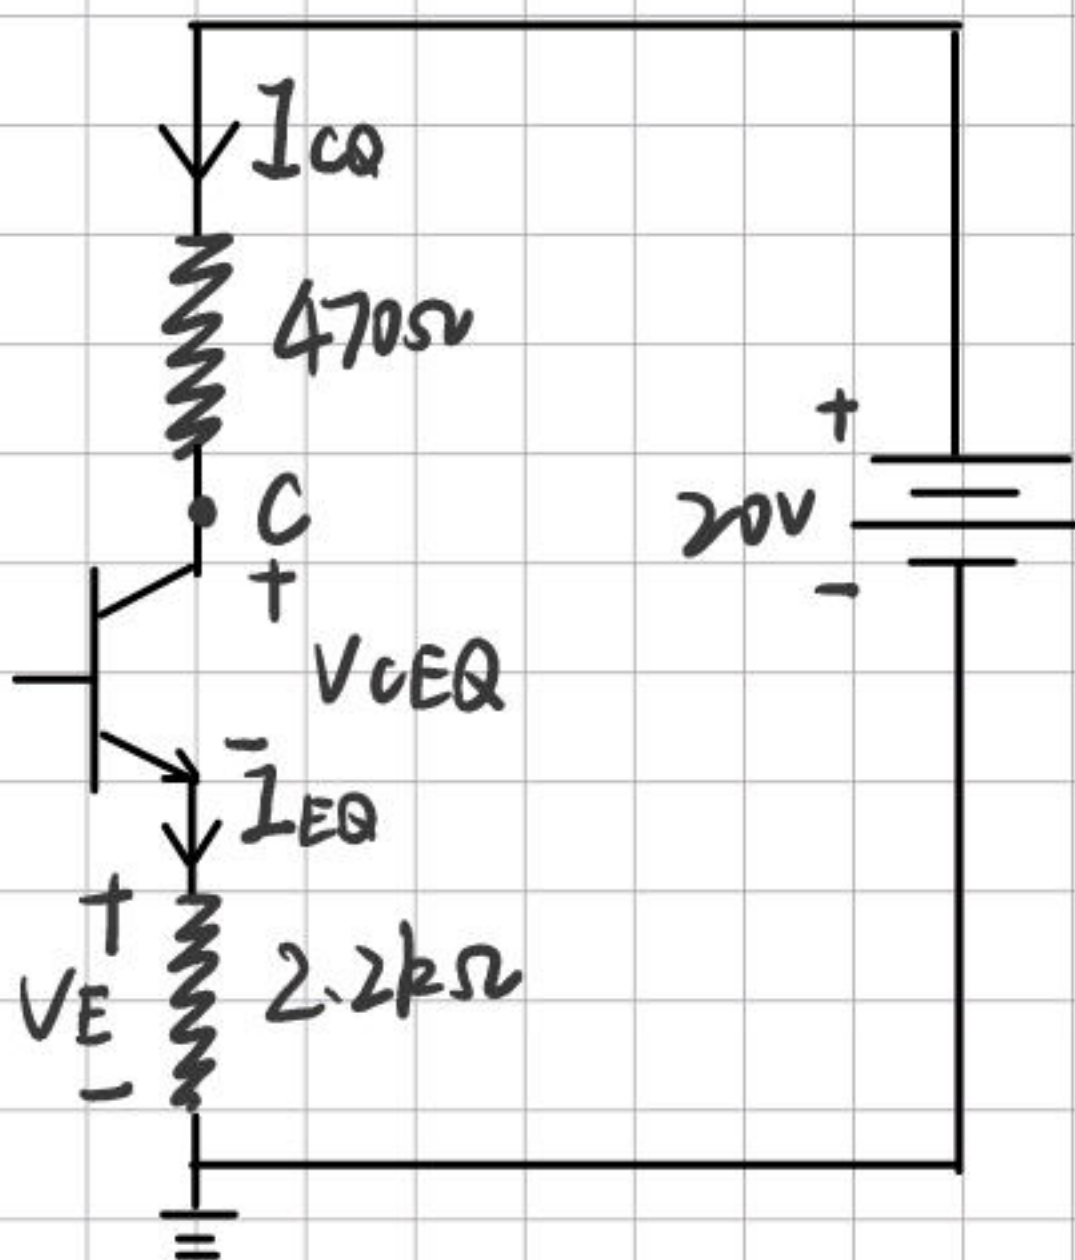 ICQ
470Ω
C
+
+
20V
-
VCEQ
-
IEQ
+
2.2kΩ
VE
-